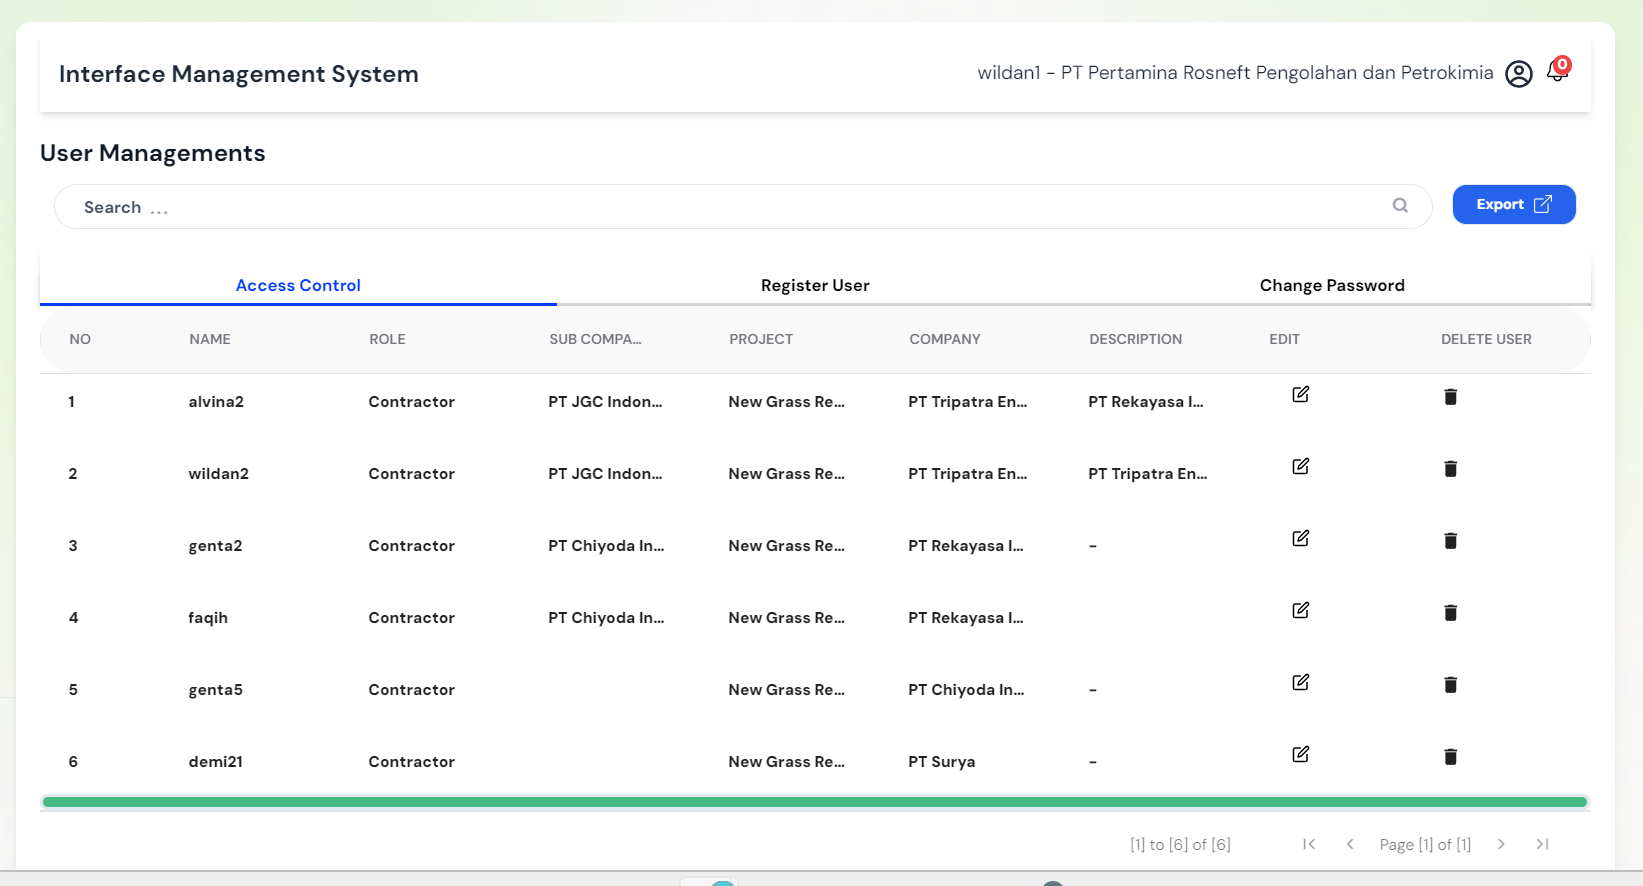 Interface Management System
wildan1 - PT Pertamina Rosneft Pengolahan dan Petrokimia
0
User Managements
Search ...
Export
Access Control Register User Change Password
NO NAME ROLE SUB COMPA... PROJECT COMPANY DESCRIPTION EDIT DELETE USER
1 alvina2 Contractor PT JGC Indon... New Grass Re... PT Tripatra En... PT Rekayasa I...
2 wildan2 Contractor PT JGC Indon... New Grass Re... PT Tripatra En... PT Tripatra En...
3 genta2 Contractor PT Chiyoda In... New Grass Re... PT Rekayasa I... -
4 faqih Contractor PT Chiyoda In... New Grass Re... PT Rekayasa I...
5 genta5 Contractor New Grass Re... PT Chiyoda In... -
6 demi21 Contractor New Grass Re... PT Surya -
[1] to [6] of [6] Page [1] of [1]